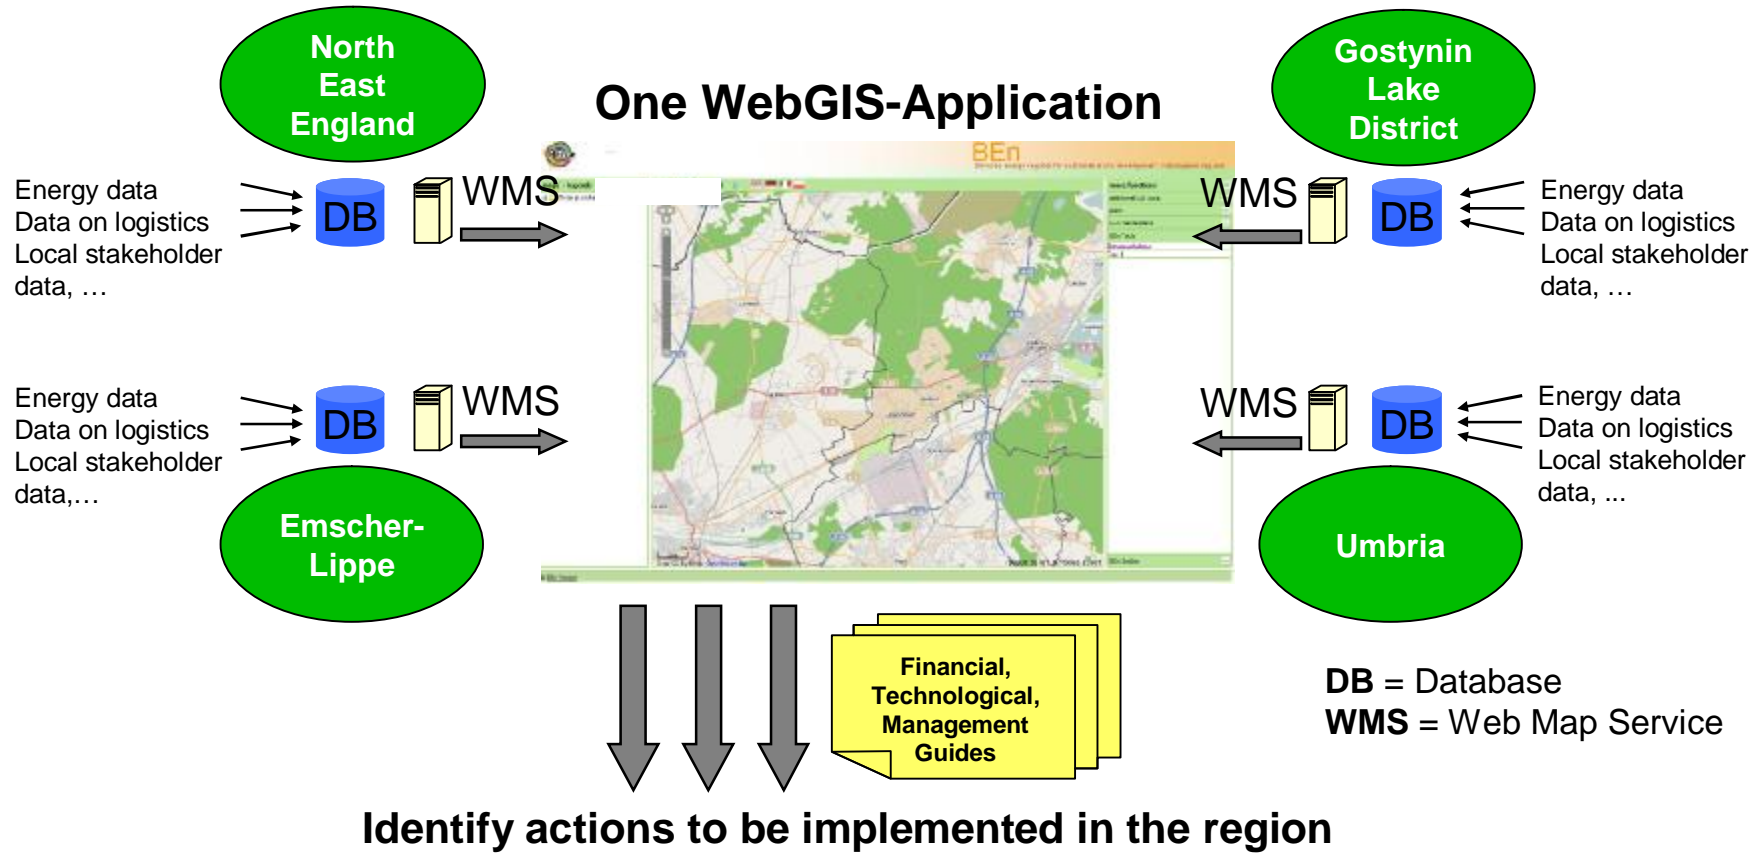 North
East
England
One WebGIS-Application
Gostynin
Lake
District
BEn
Energy data
Data on logistics
Local stakeholder
data, …
DB
WMS
WMS
DB
Energy data
Data on logistics
Local stakeholder
data, …
Energy data
Data on logistics
Local stakeholder
data,…
DB
WMS
WMS
DB
Energy data
Data on logistics
Local stakeholder
data, ...
Emscher-
Lippe
Umbria
Financial,
Technological,
Management
Guides
DB = Database
WMS = Web Map Service
Identify actions to be implemented in the region